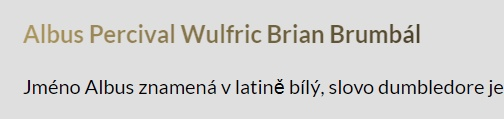 Albus Percival Wulfric Brian Brumbál
Jméno Albus znamená v latině bílý, slovo dumbledore je